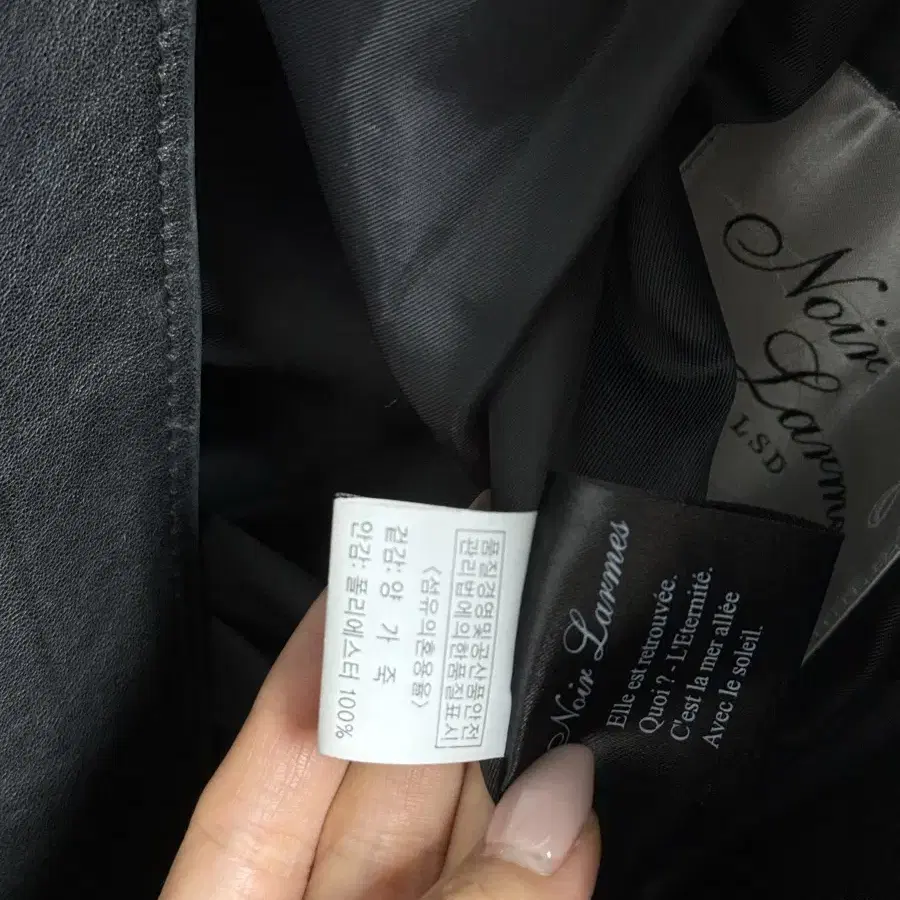 Noir
Larmes
LSD
품질경영및공산품안전
관리법에의한품질표시
〈섬유의혼용율〉
겉감:양 가 죽
안감:폴리에스터 100%
Noir Larmes
Elle est retrouvée.
Quoi ? - L'Eternité.
C'est la mer allée
Avec le soleil.